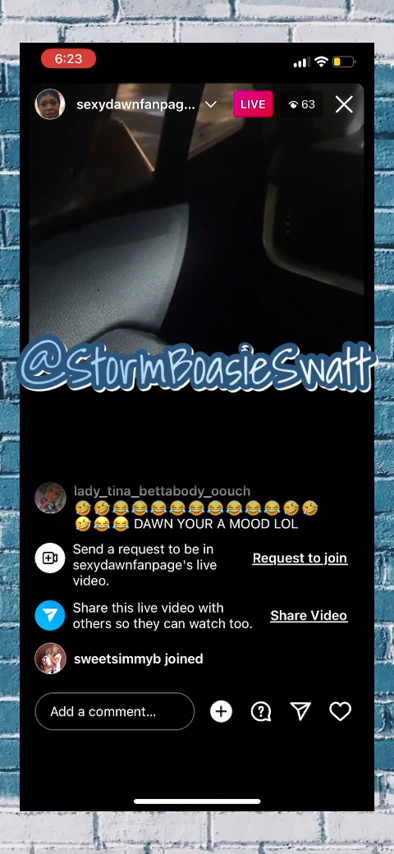 6:23
sexydawnfanpag...
LIVE
63
@StormBoasieSwatt
lady_tina_bettabody_oouch
🤣🤣😂😂😂😂😂😂😂😂😂🤣🤣
🤣😂😂 DAWN YOUR A MOOD LOL
Send a request to be in
sexydawnfanpage's live
video.
Request to join
Share this live video with
others so they can watch too.
Share Video
sweetsimmyb joined
Add a comment...